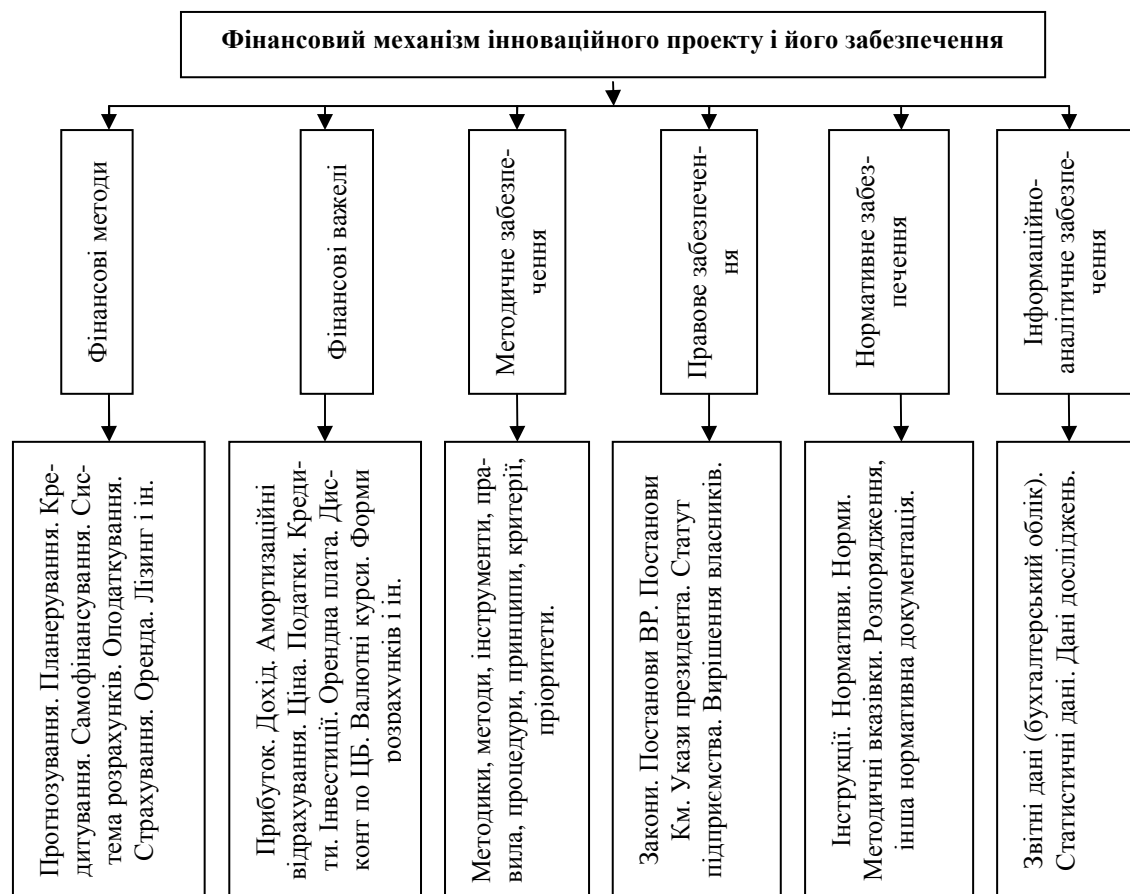 Фінансовий механізм інноваційного проекту і його забезпечення
Фінансові методи
Фінансові важелі
Методичне забезпе-
чення
Правове забезпечен-
ня
Нормативне забез-
печення
Інформаційно-
аналітичне забезпе-
чення
Прогнозування. Планерування. Кре-
дитування. Самофінансування. Сис-
тема розрахунків. Оподаткування.
Страхування. Оренда. Лізинг і ін.
Прибуток. Дохід. Амортизаційні
відрахування. Ціна. Податки. Креди-
ти. Інвестиції. Орендна плата. Дис-
конт по ЦБ. Валютні курси. Форми
розрахунків і ін.
Методики, методи, інструменти, пра-
вила, процедури, принципи, критерії,
пріоритети.
Закони. Постанови ВР. Постанови
Км. Укази президента. Статут
підприємства. Вирішення власників.
Інструкції. Нормативи. Норми.
Методичні вказівки. Розпорядження,
інша нормативна документація.
Звітні дані (бухгалтерский облік).
Статистичні дані. Дані досліджень.